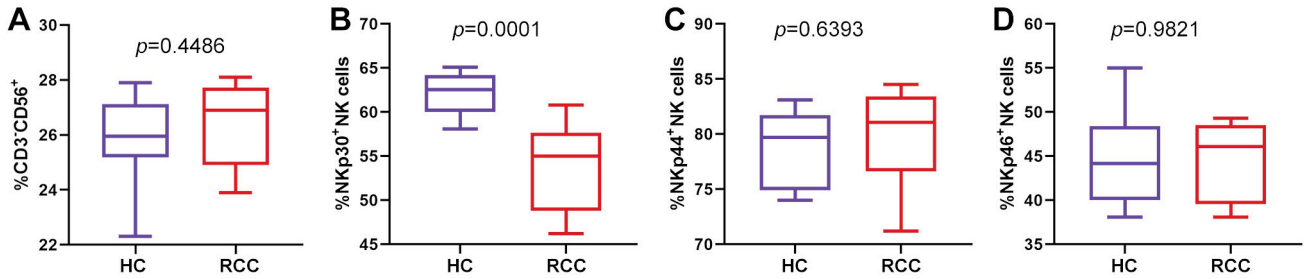 A
%CD3⁻CD56⁺
p=0.4486
30
28
26
24
22
HC
RCC
B
%NKp30⁺NK cells
p=0.0001
70
65
60
55
50
45
HC
RCC
C
%NKp44⁺NK cells
p=0.6393
90
85
80
75
70
HC
RCC
D
%NKp46⁺NK cells
p=0.9821
60
55
50
45
40
35
HC
RCC